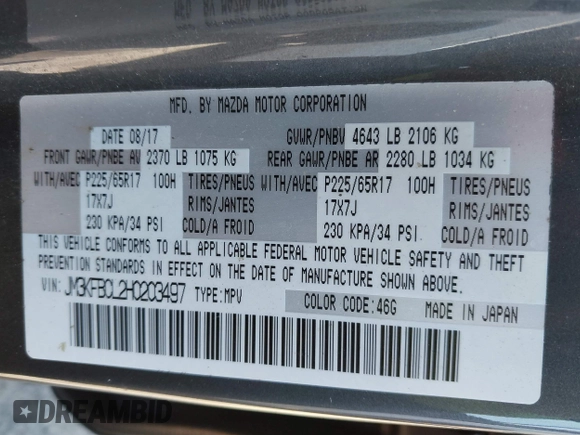 MFD. BY MAZDA MOTOR CORPORATION
DATE 08/17 GVWR/PNBV 4643 LB 2106 KG
FRONT GAWR/PNBE AV 2370 LB 1075 KG REAR GAWR/PNBE AR 2280 LB 1034 KG
WITH/AVEC P225/65R17 100H TIRES/PNEUS WITH/AVEC P225/65R17 100H TIRES/PNEUS
17X7J RIMS/JANTES 17X7J RIMS/JANTES
230 KPA/34 PSI COLD/A FROID 230 KPA/34 PSI COLD/A FROID
THIS VEHICLE CONFORMS TO ALL APPLICABLE FEDERAL MOTOR VEHICLE SAFETY AND THEFT
PREVENTION STANDARDS IN EFFECT ON THE DATE OF MANUFACTURE SHOWN ABOVE.
VIN: JM3KFBCL2H0203497 TYPE:MPV COLOR CODE:46G MADE IN JAPAN
DREAMBID